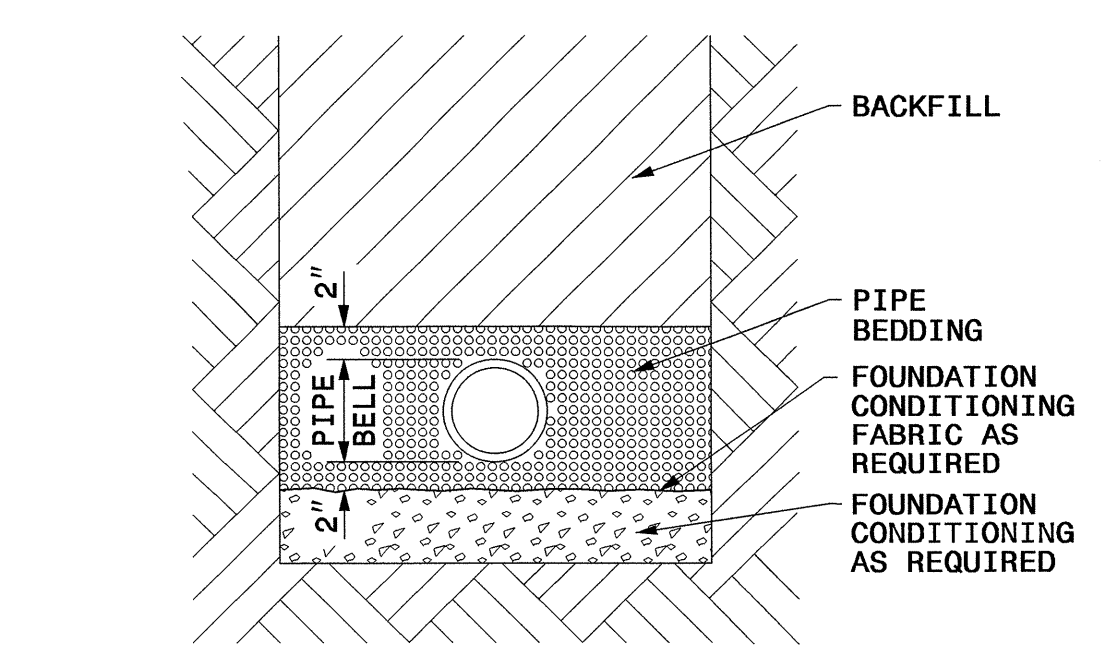 BACKFILL
2"
PIPE
BEDDING
PIPE
BELL
FOUNDATION
CONDITIONING
FABRIC AS
REQUIRED
2"
FOUNDATION
CONDITIONING
AS REQUIRED